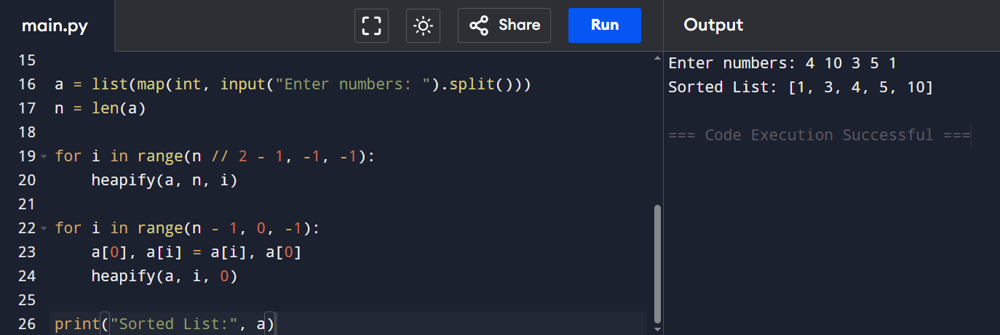 main.py
Share
Run
Output
15
16 a = list(map(int, input("Enter numbers: ").split()))
17 n = len(a)
18
19 for i in range(n // 2 - 1, -1, -1):
20     heapify(a, n, i)
21
22 for i in range(n - 1, 0, -1):
23     a[0], a[i] = a[i], a[0]
24     heapify(a, i, 0)
25
26 print("Sorted List:", a)
Enter numbers: 4 10 3 5 1
Sorted List: [1, 3, 4, 5, 10]
=== Code Execution Successful ===